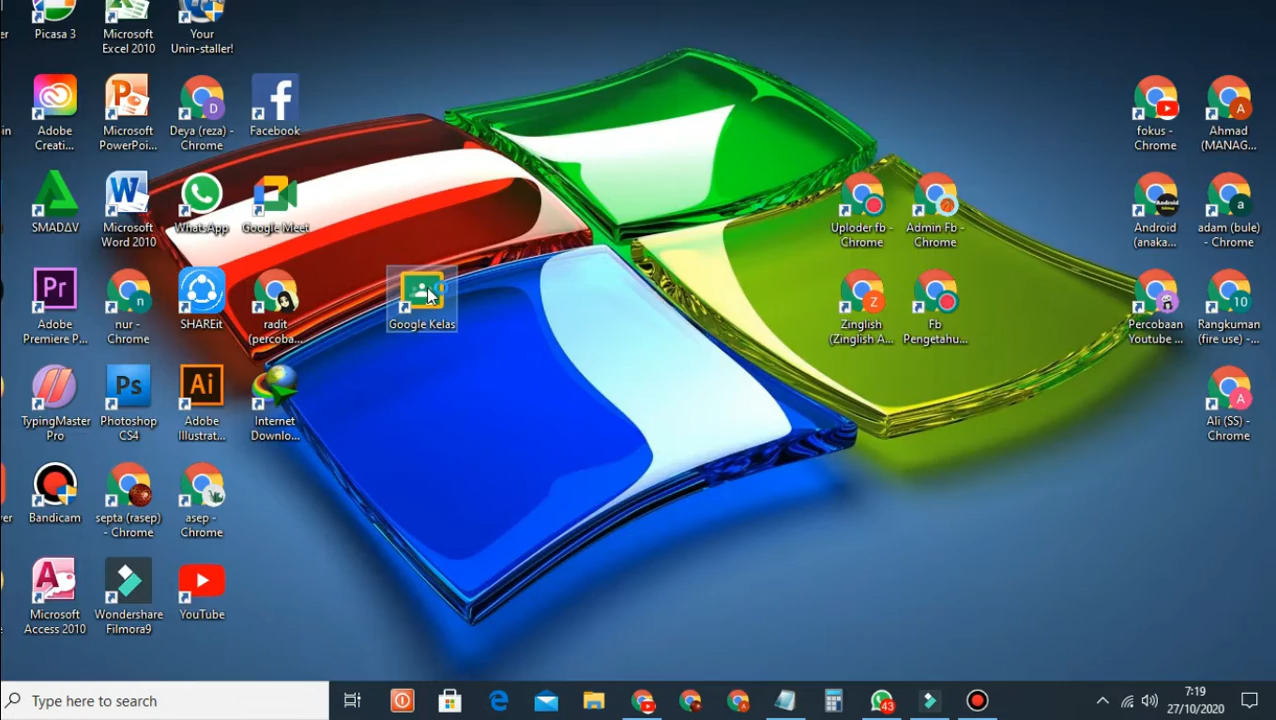 Picasa 3
Microsoft
Excel 2010
Your
Unin-staller!
Adobe
Creati...
Microsoft
PowerPoi...
Deya (reza) -
Chrome
Facebook
fokus -
Chrome
Ahmad
(MANAG...
SMADΔV
Microsoft
Word 2010
WhatsApp
Google Meet
Uploder fb -
Chrome
Admin Fb -
Chrome
Android
(anaka...
adam (bule)
- Chrome
Adobe
Premiere P...
nur -
Chrome
SHAREit
radit
(percoba...
Google Kelas
Zinglish
(Zinglish A...
Fb
Pengetahu...
Percobaan
Youtube ...
Rangkuman
(fire use) -...
TypingMaster
Pro
Photoshop
CS4
Adobe
Illustrat...
Internet
Downlo...
Ali (SS) -
Chrome
Bandicam
septa (rasep)
- Chrome
asep -
Chrome
Microsoft
Access 2010
Wondershare
Filmora9
YouTube
Type here to search
43
7:19
27/10/2020